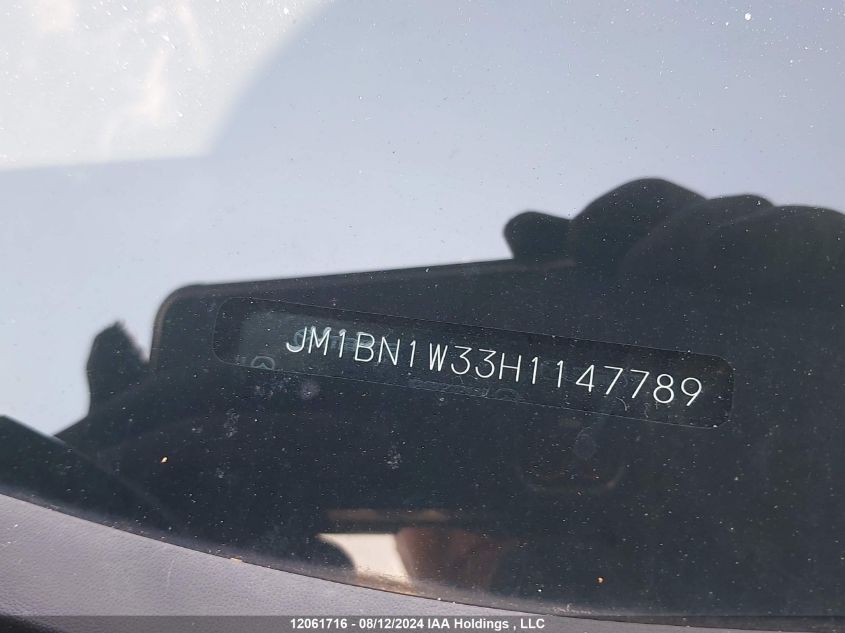 JM1BN1W33H1147789
12061716 - 08/12/2024 IAA Holdings , LLC